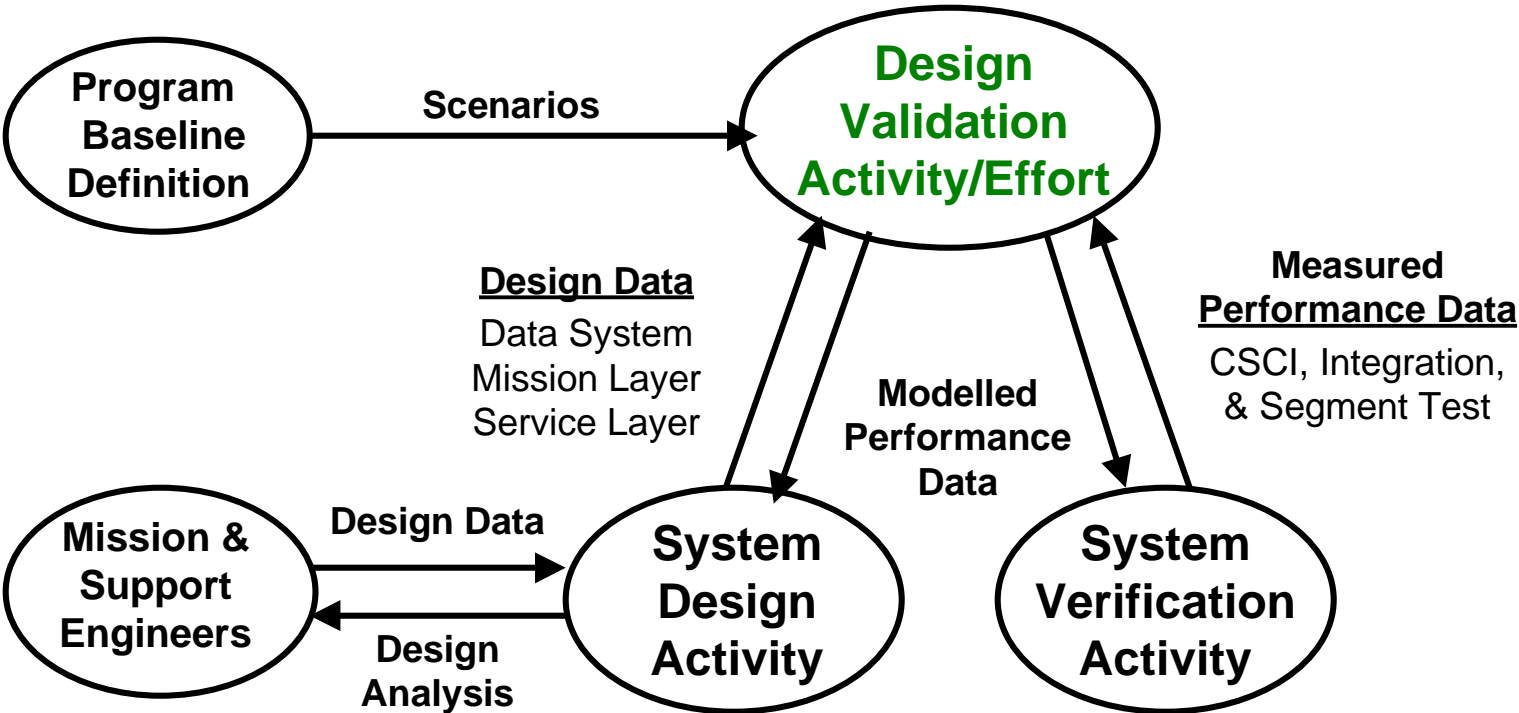 Program
Baseline
Definition
Scenarios
Design
Validation
Activity/Effort
Design Data
Data System
Mission Layer
Service Layer
Modelled
Performance
Data
Measured
Performance Data
CSCI, Integration,
& Segment Test
Mission &
Support
Engineers
Design Data
Design
Analysis
System
Design
Activity
System
Verification
Activity